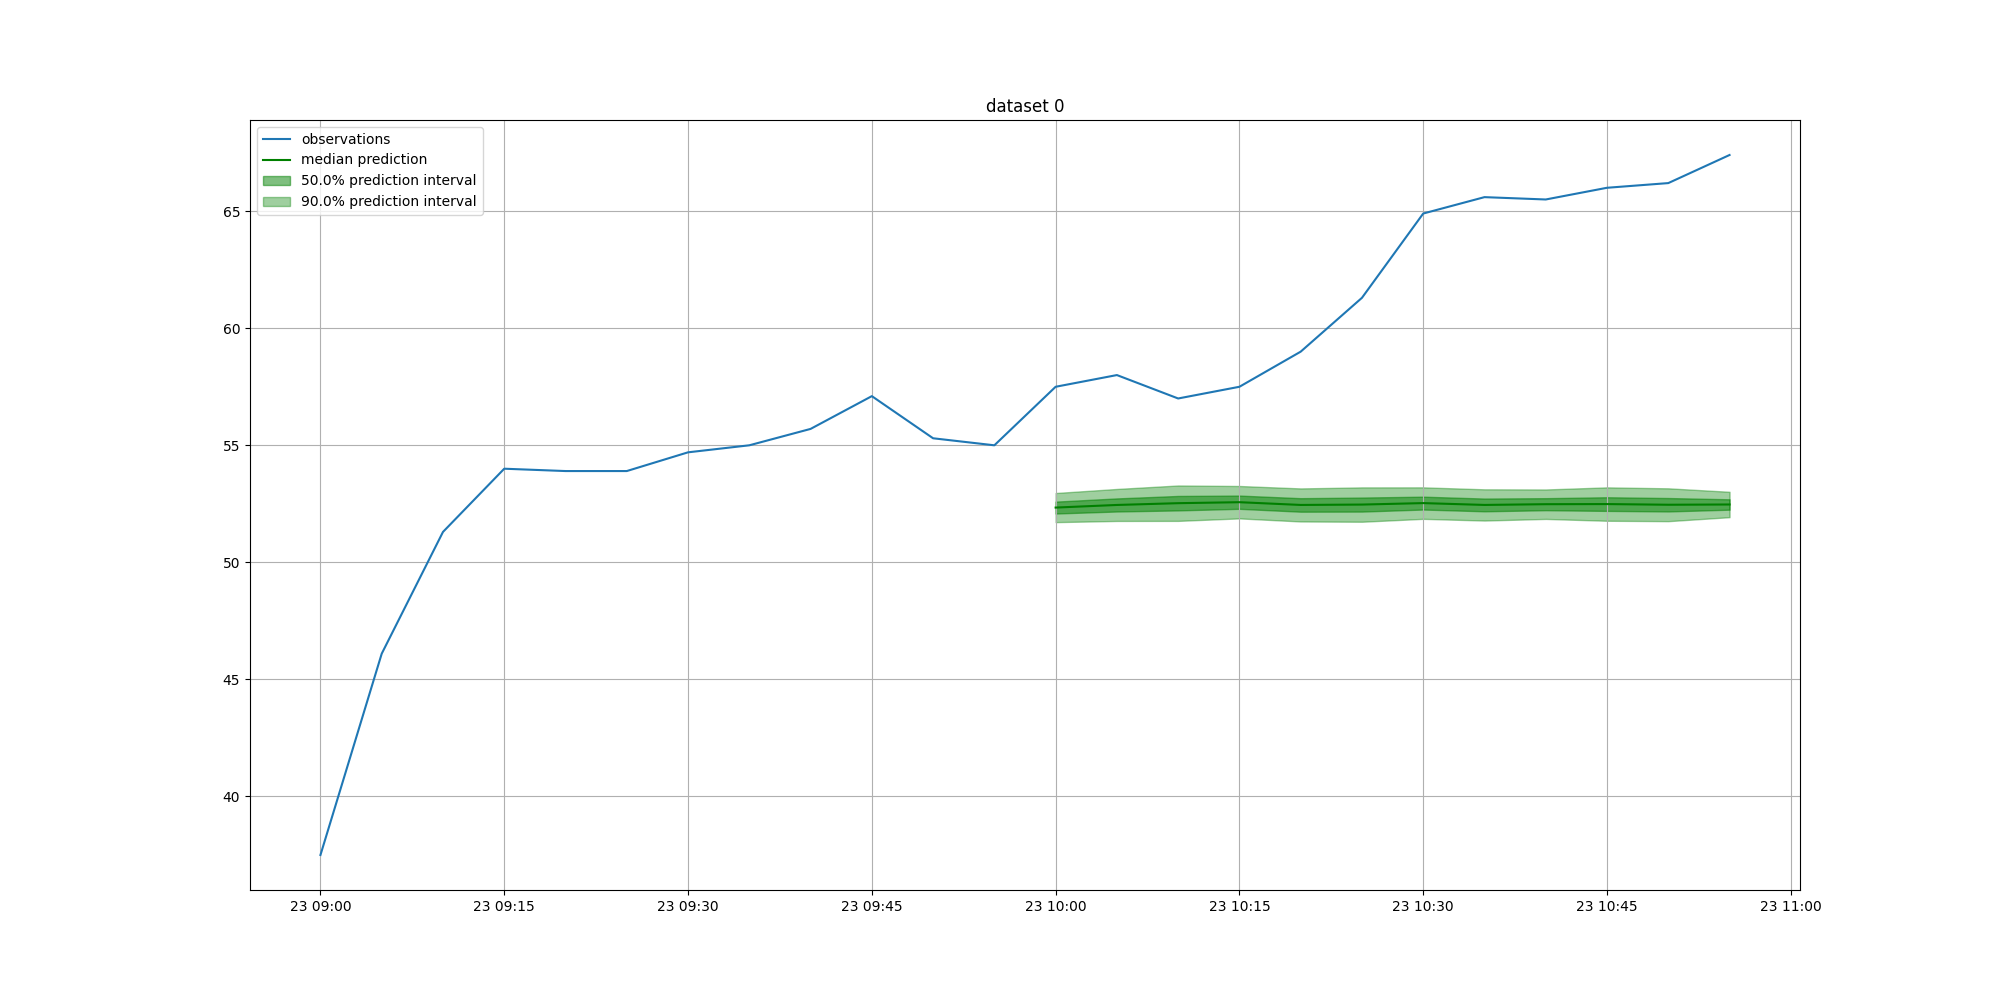 dataset 0
observations
median prediction
50.0% prediction interval
90.0% prediction interval
65
60
55
50
45
40
23 09:00 23 09:15 23 09:30 23 09:45 23 10:00 23 10:15 23 10:30 23 10:45 23 11:00